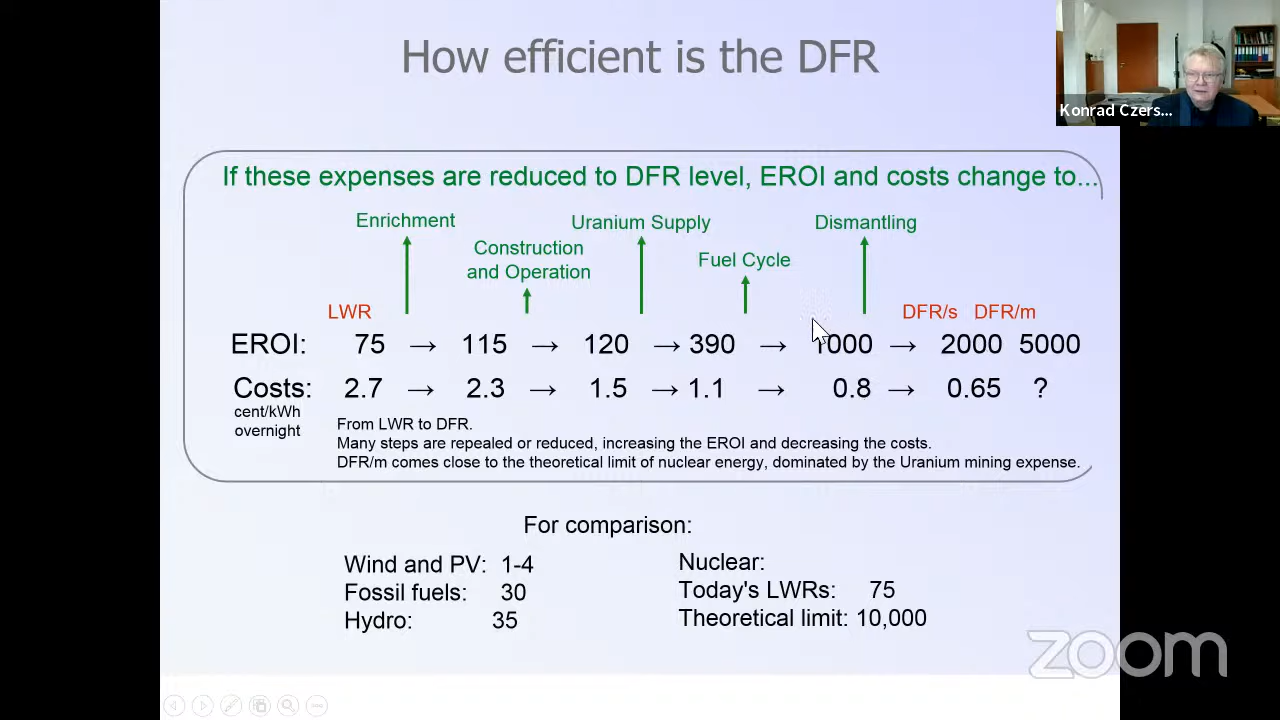 How efficient is the DFR
Konrad Czers...
If these expenses are reduced to DFR level, EROI and costs change to...
Enrichment
Construction
and Operation
Uranium Supply
Fuel Cycle
Dismantling
LWR
DFR/s DFR/m
EROI: 75 → 115 → 120 → 390 → 1000 → 2000 5000
Costs: 2.7 → 2.3 → 1.5 → 1.1 → 0.8 → 0.65 ?
cent/kWh
overnight
From LWR to DFR.
Many steps are repealed or reduced, increasing the EROI and decreasing the costs.
DFR/m comes close to the theoretical limit of nuclear energy, dominated by the Uranium mining expense.
For comparison:
Wind and PV: 1-4
Fossil fuels: 30
Hydro: 35
Nuclear:
Today's LWRs: 75
Theoretical limit: 10,000
zoom